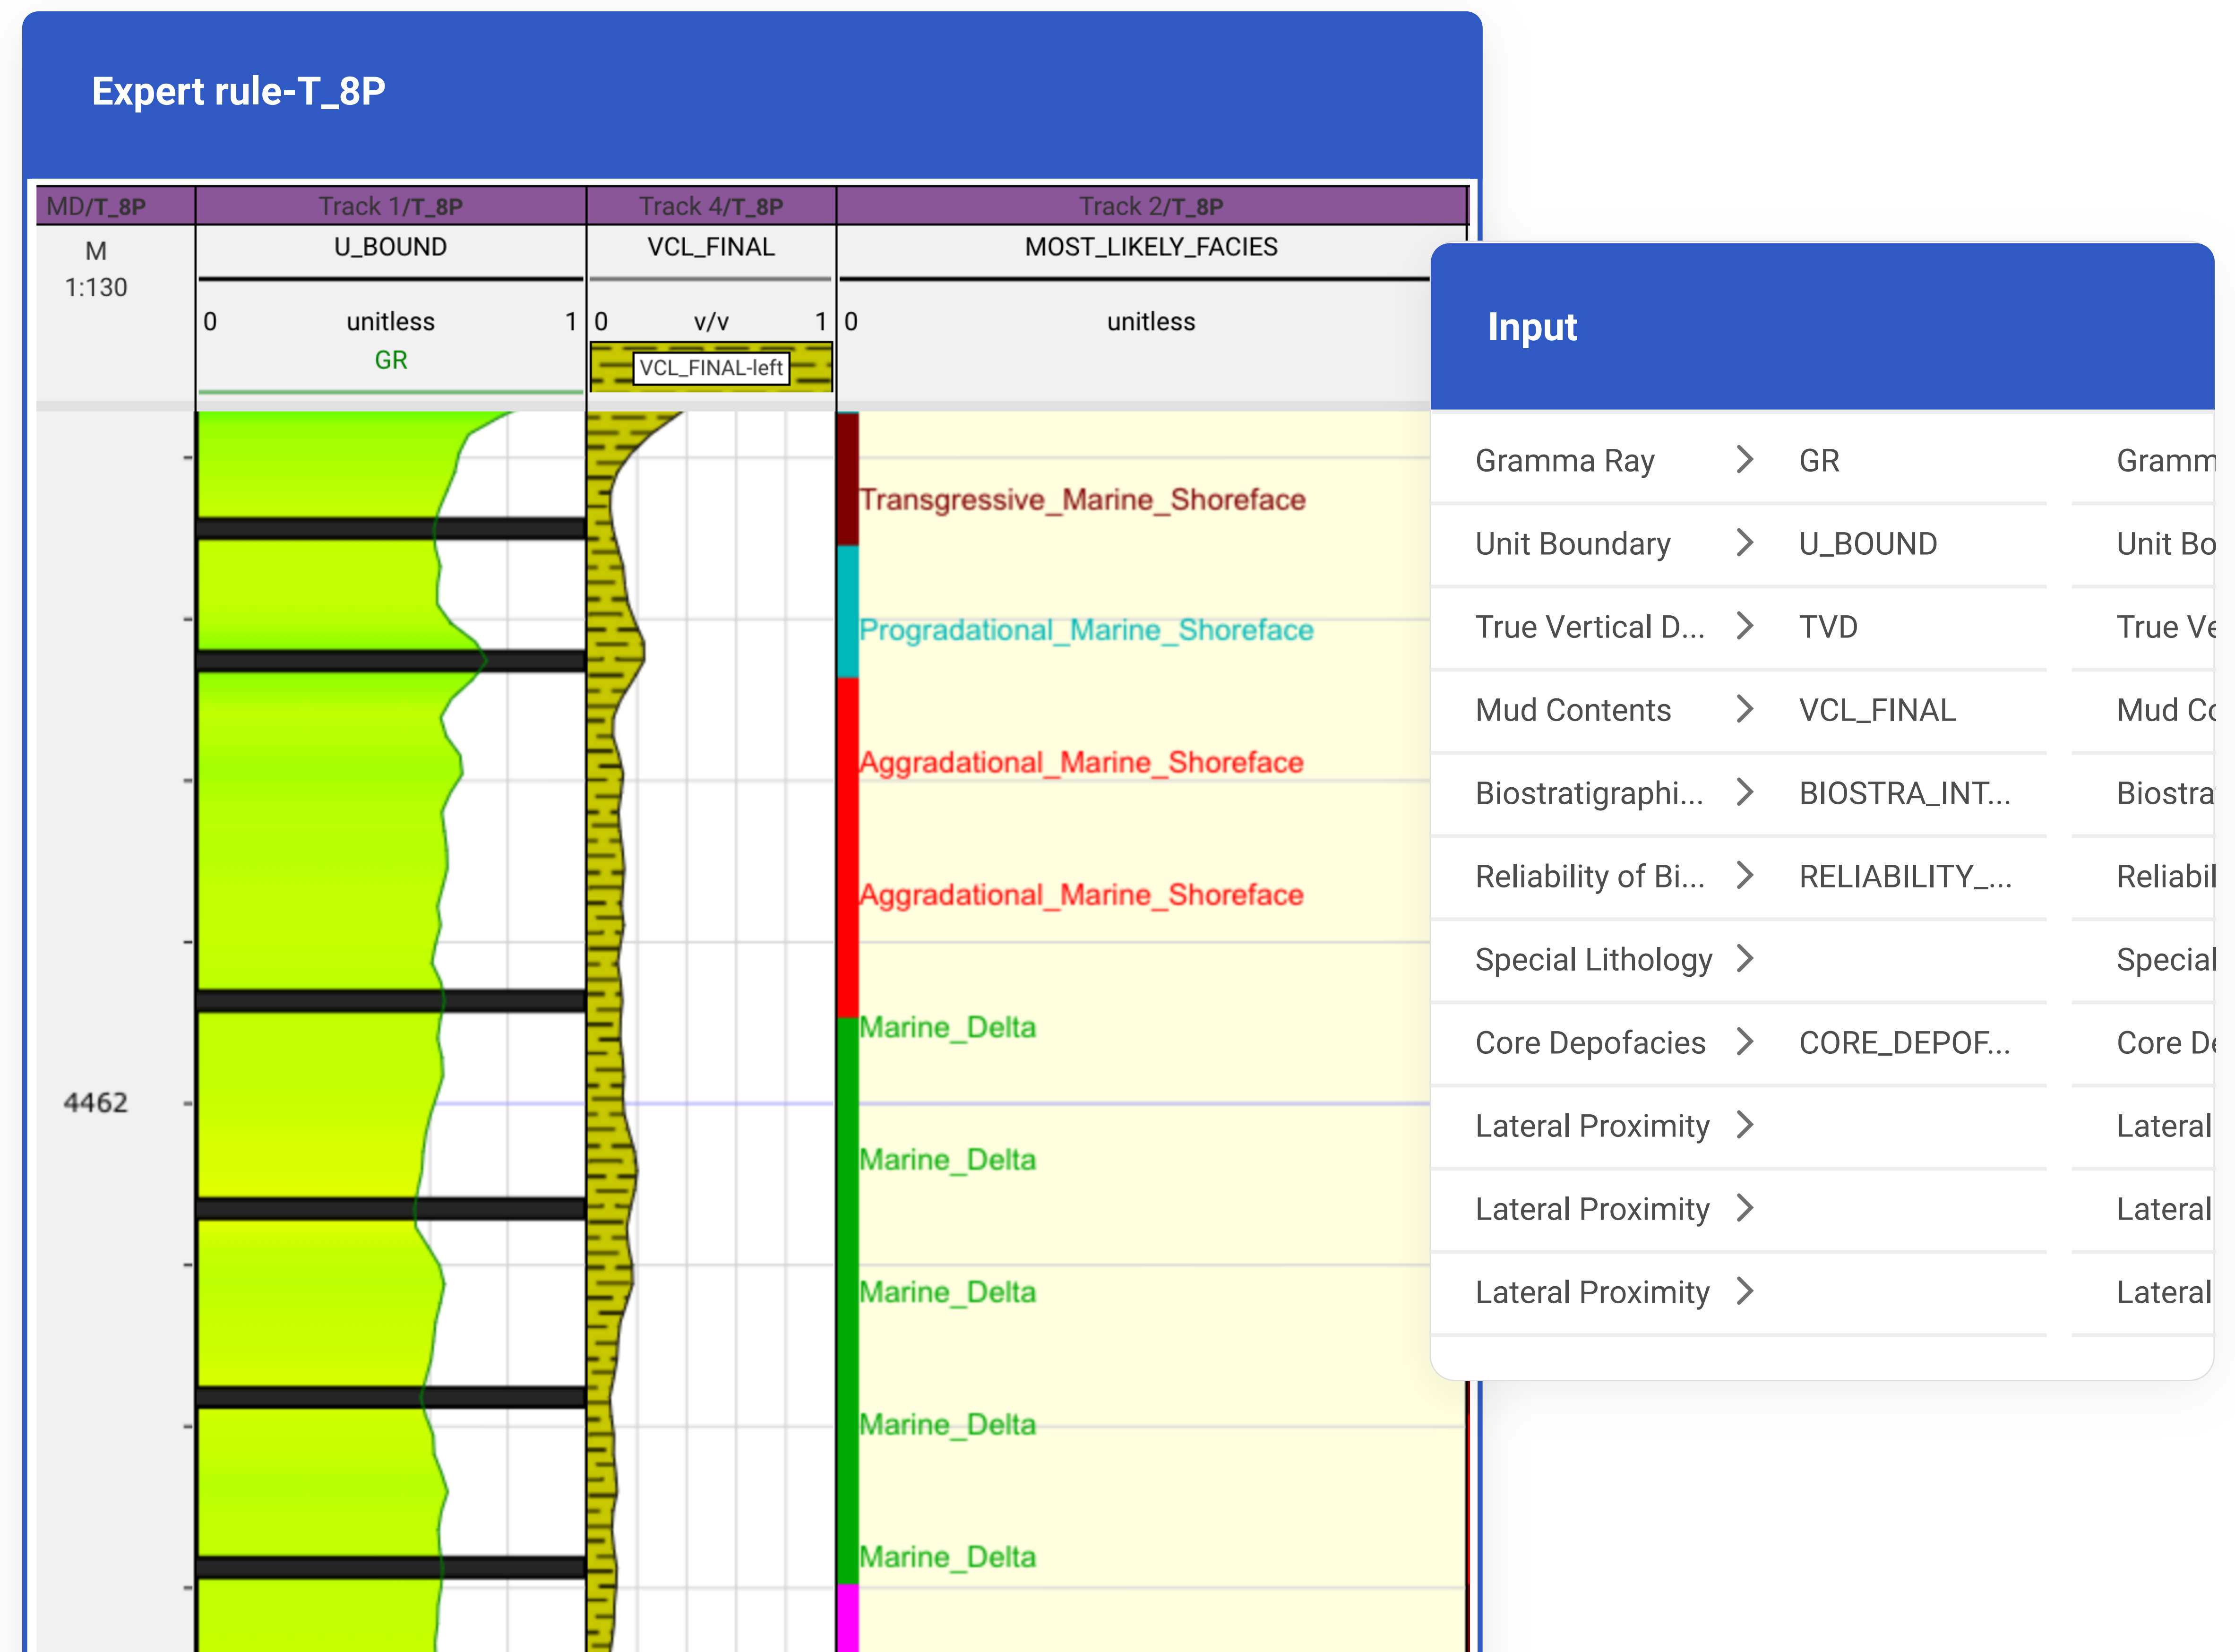 Expert rule-T_8P
MD/T_8P
Track 1/T_8P
Track 4/T_8P
Track 2/T_8P
M
1:130
U_BOUND
0 unitless 1
GR
VCL_FINAL
0 v/v 1
VCL_FINAL-left
MOST_LIKELY_FACIES
0 unitless
Transgressive_Marine_Shoreface
Progradational_Marine_Shoreface
Aggradational_Marine_Shoreface
Aggradational_Marine_Shoreface
Marine_Delta
4462
Marine_Delta
Marine_Delta
Marine_Delta
Marine_Delta
Input
Gramma Ray > GR Gramm
Unit Boundary > U_BOUND Unit Bo
True Vertical D... > TVD True Ve
Mud Contents > VCL_FINAL Mud Co
Biostratigraphi... > BIOSTRA_INT... Biostra
Reliability of Bi... > RELIABILITY_... Reliabil
Special Lithology > Special
Core Depofacies > CORE_DEPOF... Core De
Lateral Proximity > Lateral
Lateral Proximity > Lateral
Lateral Proximity > Lateral